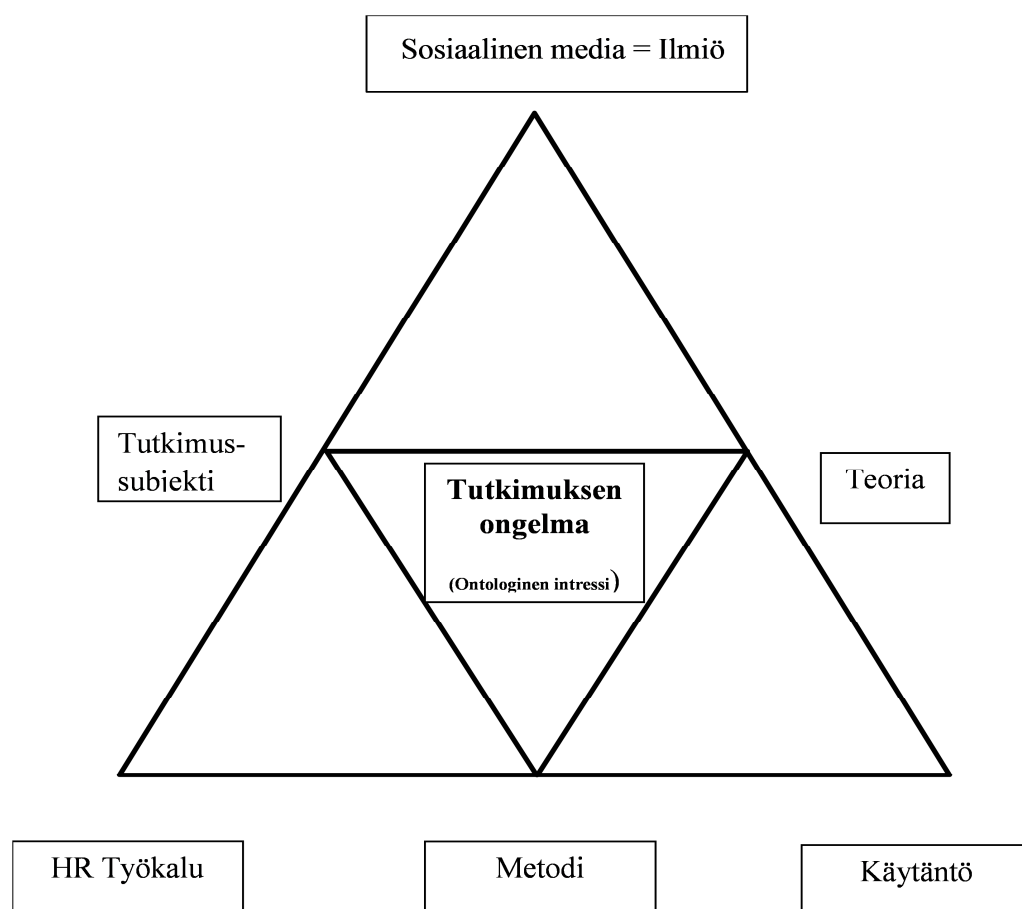 Sosiaalinen media = Ilmiö
Tutkimus-
subjekti
Tutkimuksen
ongelma
(Ontologinen intressi)
Teoria
HR Työkalu
Metodi
Käytäntö